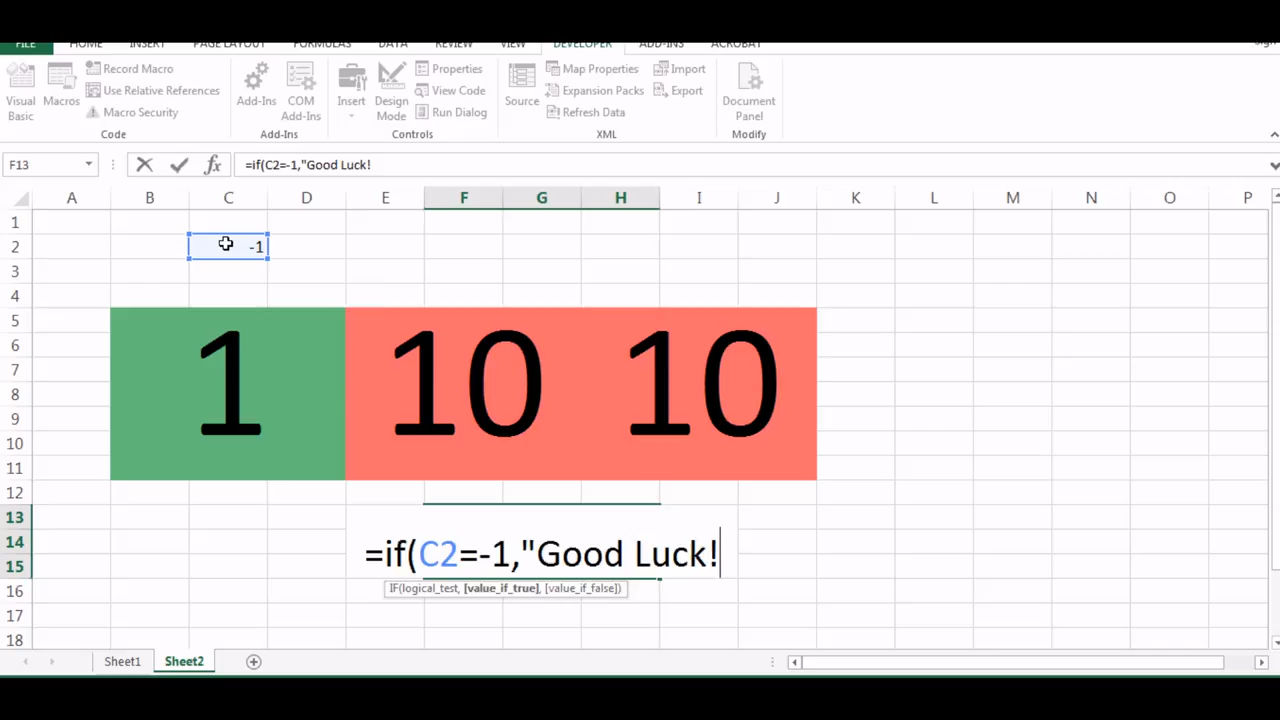 FILE HOME INSERT PAGE LAYOUT FORMULAS DATA REVIEW VIEW DEVELOPER ADD-INS ACROBAT
Visual Basic
Macros
Record Macro
Use Relative References
Macro Security
Code
Add-Ins
COM Add-Ins
Add-Ins
Insert
Design Mode
Properties
View Code
Run Dialog
Controls
Source
Map Properties
Expansion Packs
Refresh Data
Import
Export
XML
Document Panel
Modify
F13 fx =if(C2=-1,"Good Luck!
A B C D E F G H I J K L M N O P
1
2 -1
3
4
5
6
7
8
9
10
11
12
13
14
15
16
17
18
1 10 10
=if(C2=-1,"Good Luck!
IF(logical_test, [value_if_true], [value_if_false])
Sheet1 Sheet2